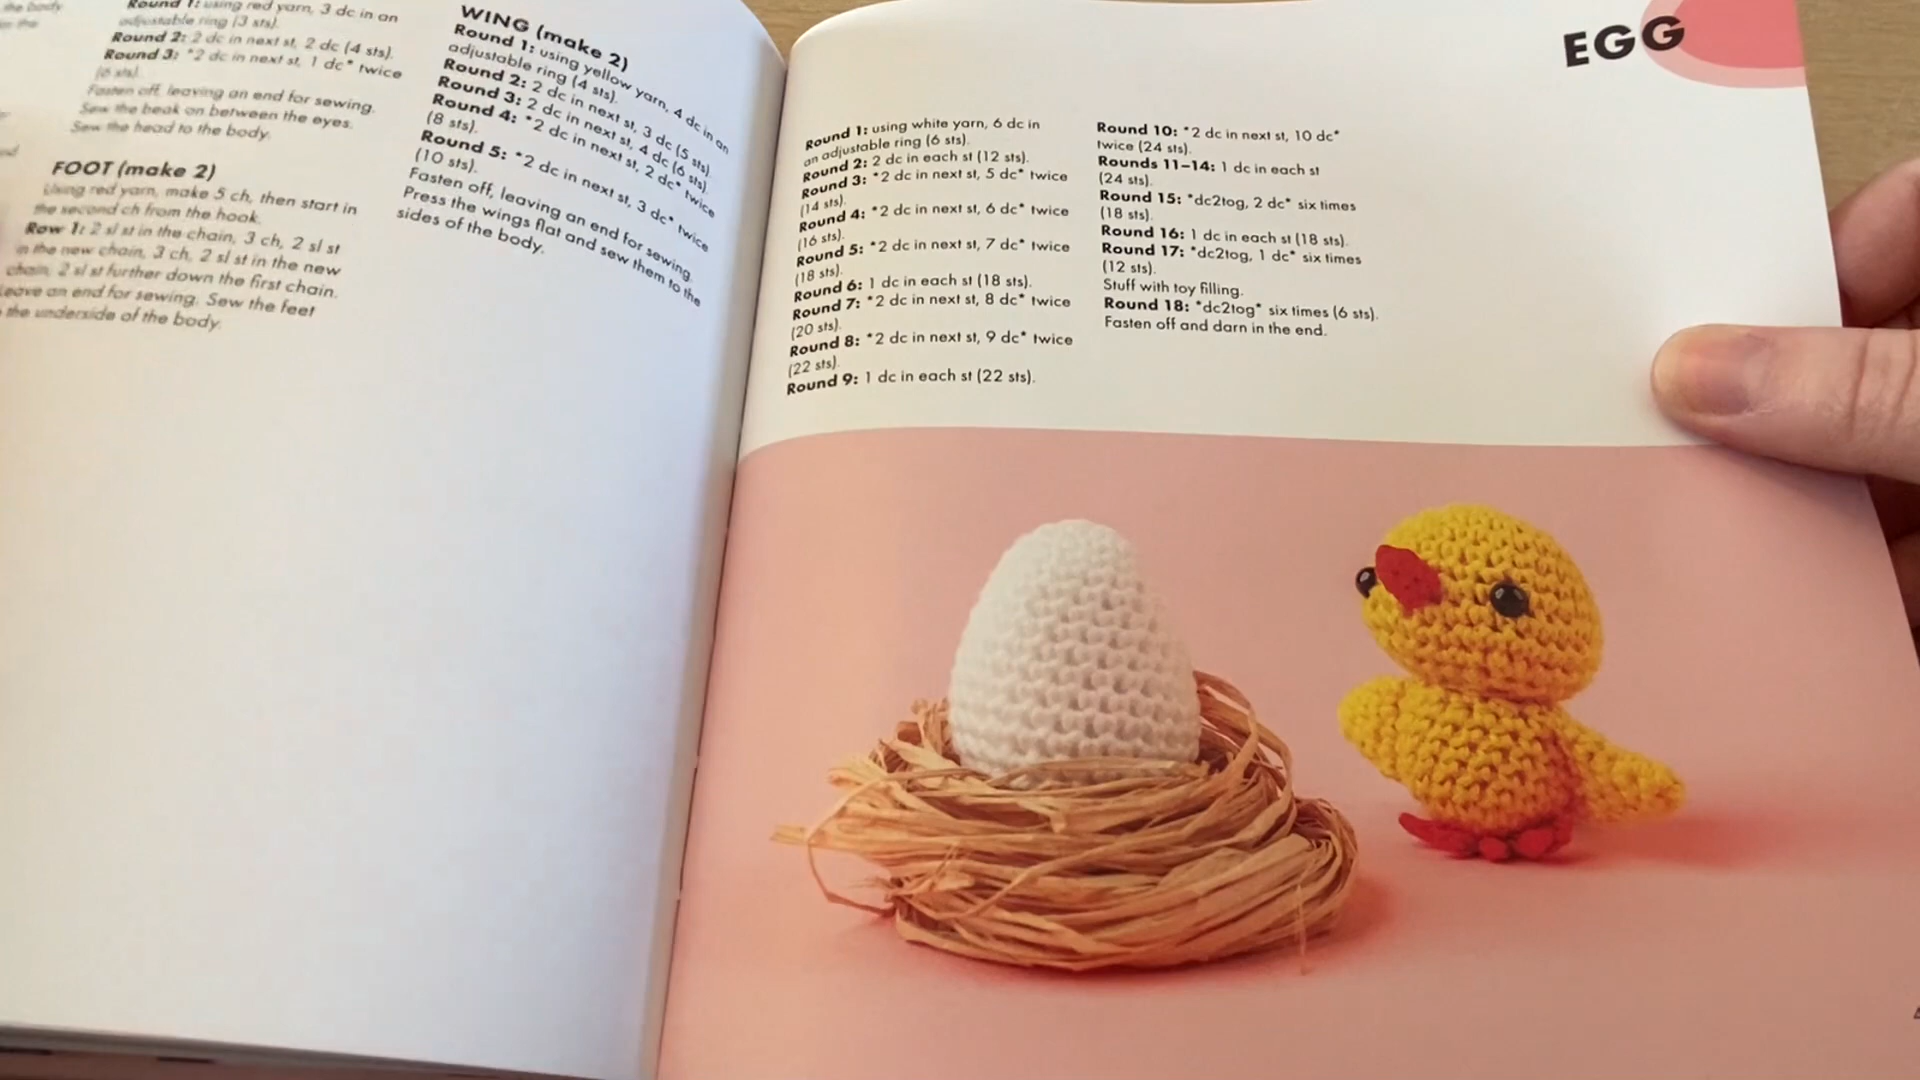 the body
Round 1: using red yarn, 3 dc in an
adjustable ring (3 sts).
Round 2: 2 dc in next st, 2 dc (4 sts).
Round 3: *2 dc in next st, 1 dc* twice
(6 sts).
Fasten off, leaving an end for sewing.
Sew the beak on between the eyes.
Sew the head to the body.
FOOT (make 2)
Using red yarn, make 5 ch, then start in
the second ch from the hook.
Row 1: 2 sl st in the chain, 3 ch, 2 sl st
in the new chain, 3 ch, 2 sl st in the new
chain, 2 sl st further down the first chain.
Leave an end for sewing. Sew the feet
the underside of the body.
WING (make 2)
Round 1: using yellow yarn, 4 dc in an
adjustable ring (4 sts).
Round 2: 2 dc in next st, 3 dc (5 sts).
Round 3: 2 dc in next st, 4 dc (6 sts).
Round 4: *2 dc in next st, 2 dc* twice
(8 sts).
Round 5: *2 dc in next st, 3 dc* twice
(10 sts).
Fasten off, leaving an end for sewing.
Press the wings flat and sew them to the
sides of the body.
EGG
Round 1: using white yarn, 6 dc in
an adjustable ring (6 sts).
Round 2: 2 dc in each st (12 sts).
Round 3: *2 dc in next st, 5 dc* twice
(14 sts).
Round 4: *2 dc in next st, 6 dc* twice
(16 sts).
Round 5: *2 dc in next st, 7 dc* twice
(18 sts).
Round 6: 1 dc in each st (18 sts).
Round 7: *2 dc in next st, 8 dc* twice
(20 sts).
Round 8: *2 dc in next st, 9 dc* twice
(22 sts).
Round 9: 1 dc in each st (22 sts).
Round 10: *2 dc in next st, 10 dc*
twice (24 sts).
Rounds 11–14: 1 dc in each st
(24 sts).
Round 15: *dc2tog, 2 dc* six times
(18 sts).
Round 16: 1 dc in each st (18 sts).
Round 17: *dc2tog, 1 dc* six times
(12 sts).
Stuff with toy filling.
Round 18: *dc2tog* six times (6 sts).
Fasten off and darn in the end.